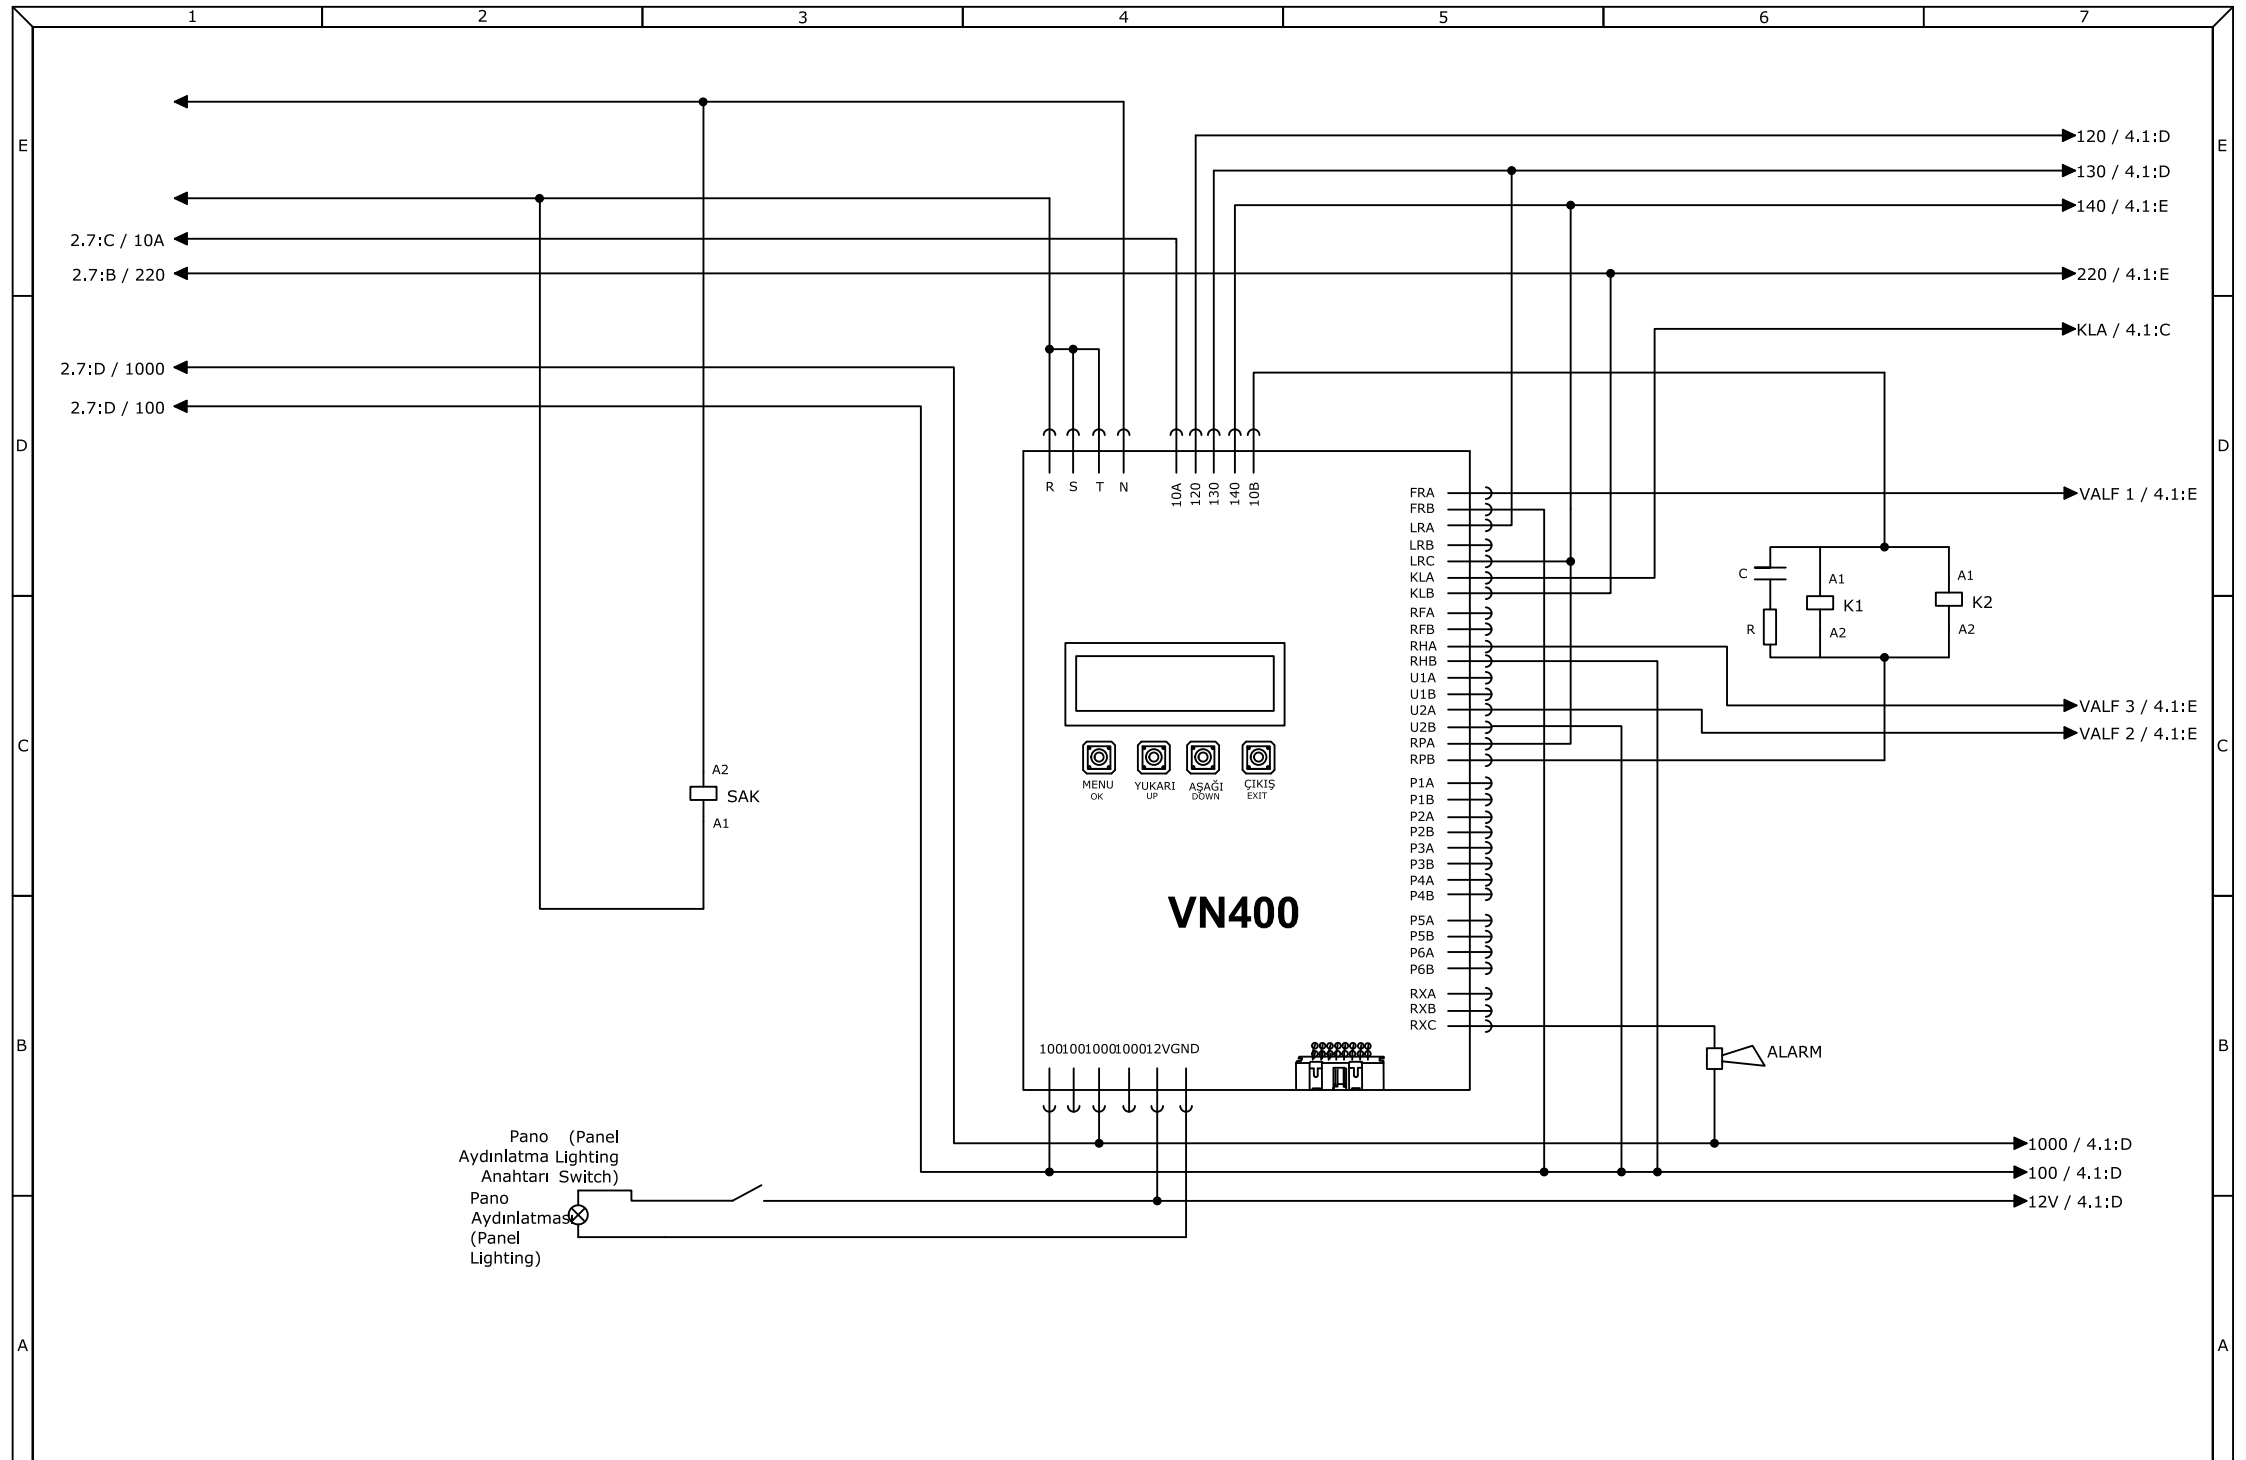 1 2 3 4 5 6 7
E E
120 / 4.1:D
130 / 4.1:D
140 / 4.1:E
2.7:C / 10A
2.7:B / 220
220 / 4.1:E
KLA / 4.1:C
2.7:D / 1000
2.7:D / 100
D D
R S T N 10A 120 130 140 10B
FRA
VALF 1 / 4.1:E
FRB
LRA
LRB
LRC
KLA
KLB
RFA
RFB
RHA
RHB
U1A
U1B
U2A
U2B
RPA
RPB
P1A
P1B
P2A
P2B
P3A
P3B
P4A
P4B
P5A
P5B
P6A
P6B
RXA
RXB
RXC
C
R
A1
K1
A2
A1
K2
A2
VALF 3 / 4.1:E
VALF 2 / 4.1:E
C C
A2
SAK
A1
MENU
OK
YUKARI
UP
AŞAĞI
DOWN
ÇIKIŞ
EXIT
VN400
B B
100 100 1000 1000 12V GND
ALARM
Pano (Panel
Aydınlatma Lighting
Anahtarı Switch)
Pano
Aydınlatması
(Panel
Lighting)
1000 / 4.1:D
100 / 4.1:D
12V / 4.1:D
A A